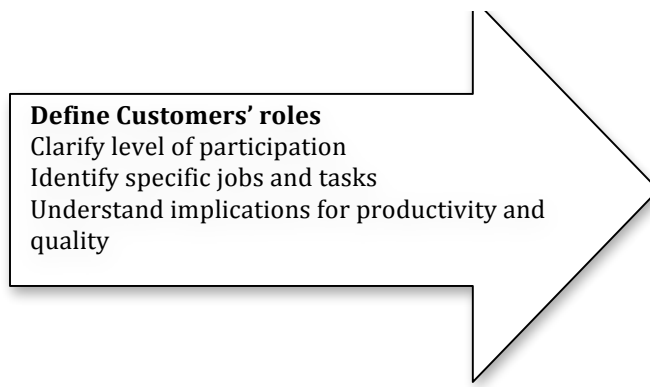 Define Customers’ roles
Clarify level of participation
Identify specific jobs and tasks
Understand implications for productivity and
quality